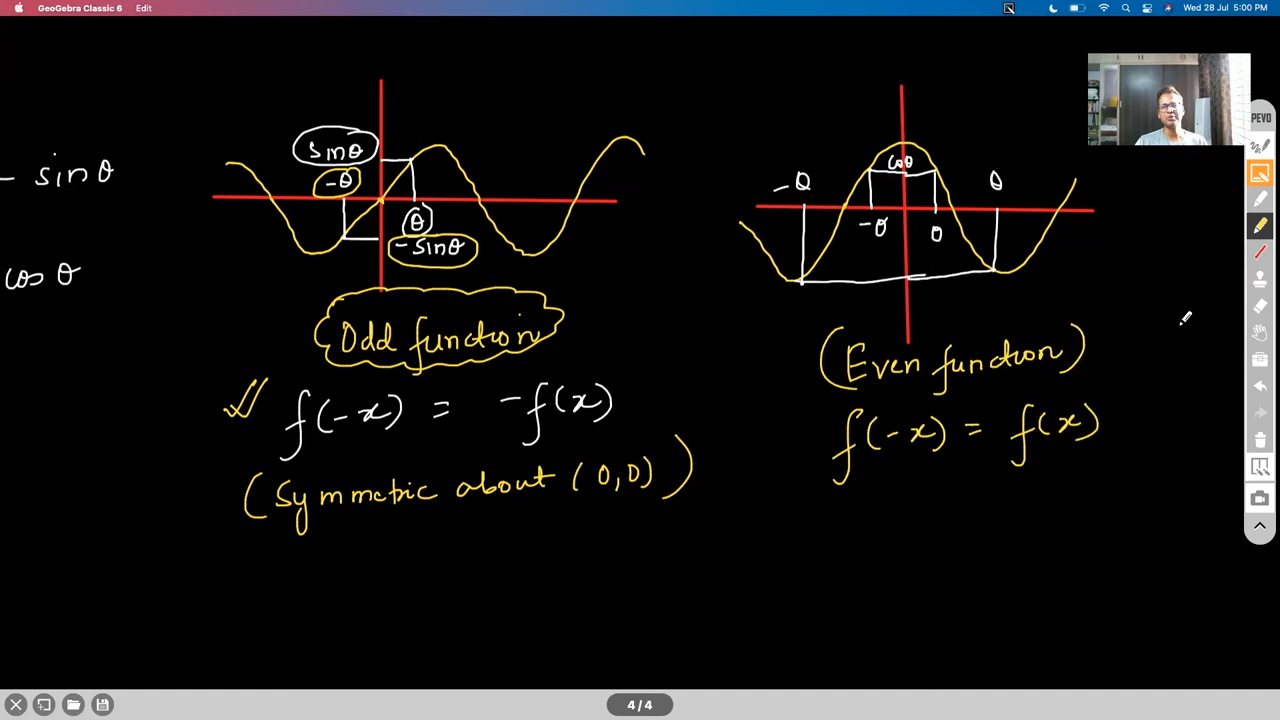 GeoGebra Classic 6 Edit Wed 28 Jul 5:00 PM
PEVO
- sinθ
cos θ
sinθ
-θ
θ
- sinθ
Odd function
f(-x) = -f(x)
(Symmetric about (0,0))
cosθ
-θ
θ
-θ
θ
(Even function)
f(-x) = f(x)
4/4